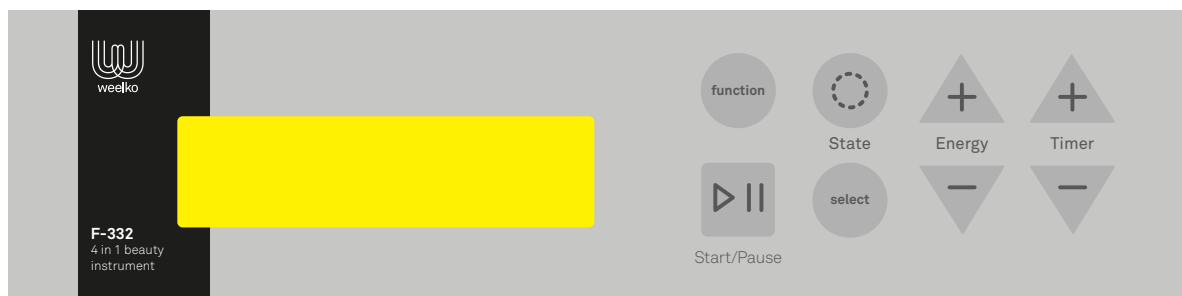 weelko
F-332
4 in 1 beauty
instrument
function
State
Energy
Timer
select
Start/Pause